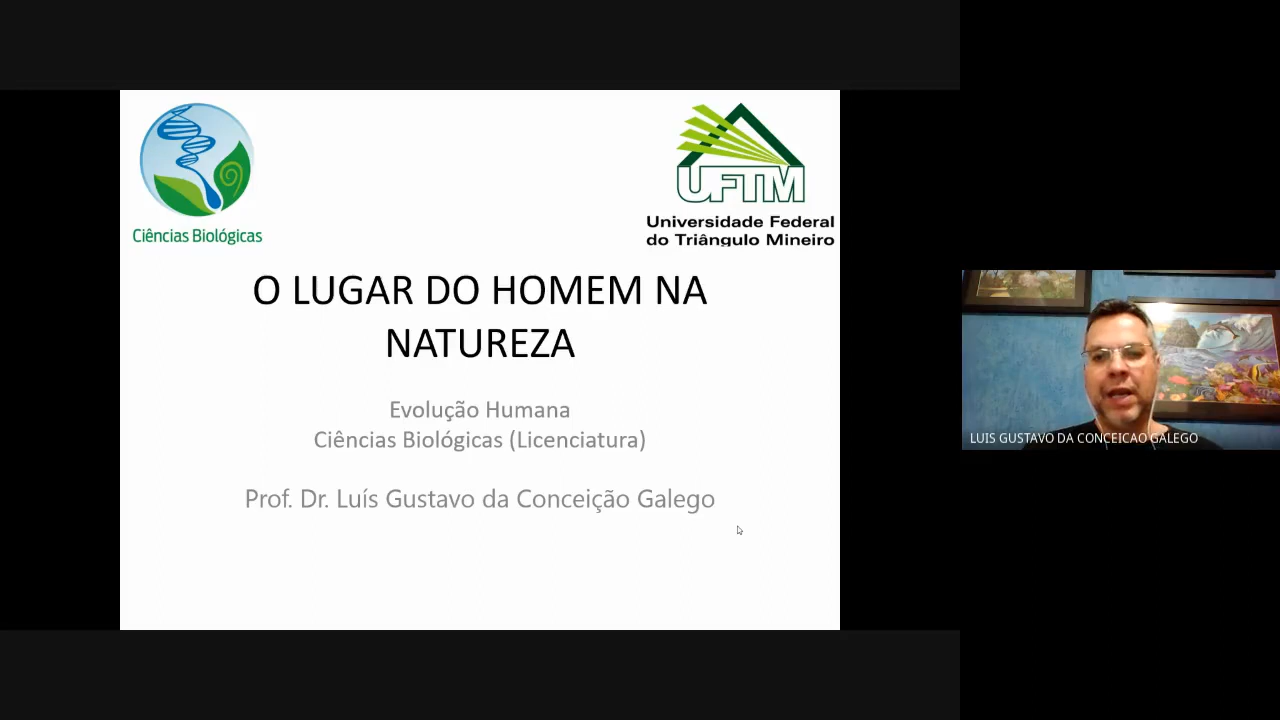 Ciências Biológicas
UFTM
Universidade Federal
do Triângulo Mineiro
O LUGAR DO HOMEM NA
NATUREZA
Evolução Humana
Ciências Biológicas (Licenciatura)
Prof. Dr. Luís Gustavo da Conceição Galego
LUIS GUSTAVO DA CONCEICAO GALEGO